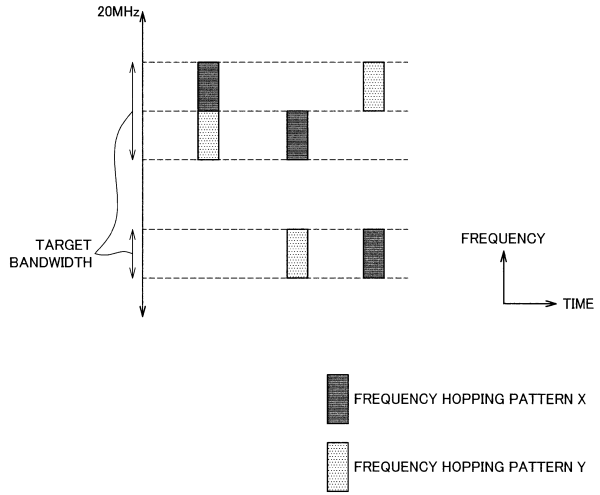 20MHz
TARGET
BANDWIDTH
FREQUENCY
TIME
FREQUENCY HOPPING PATTERN X
FREQUENCY HOPPING PATTERN Y